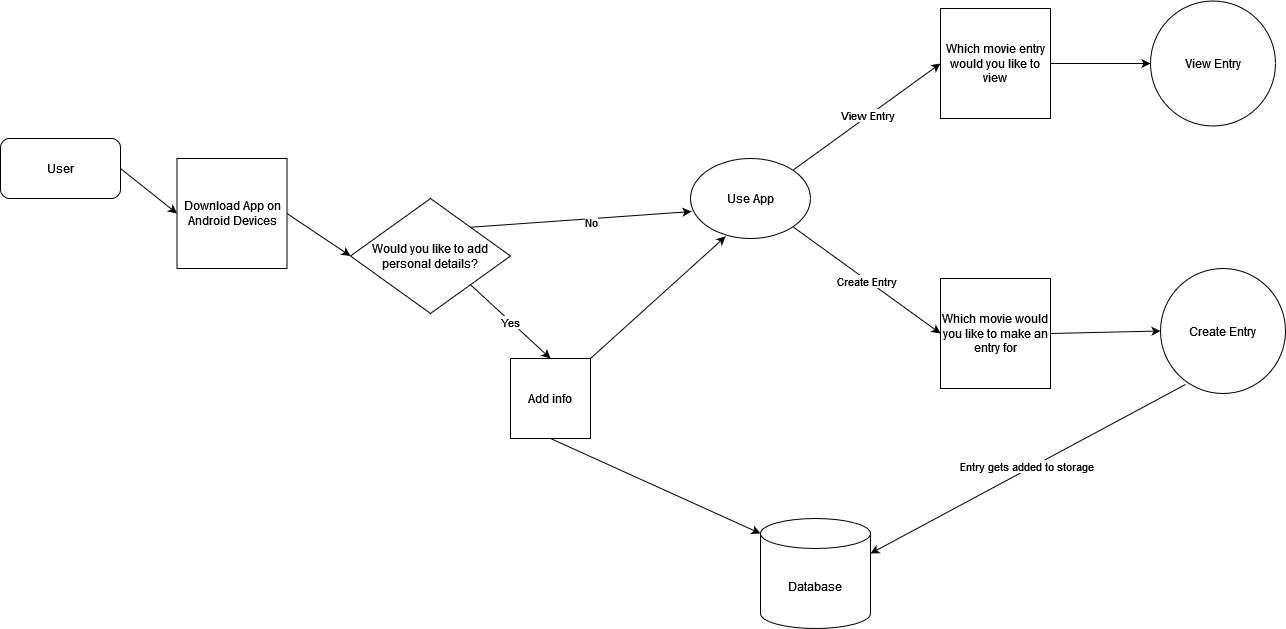 User
Download App on
Android Devices
Would you like to add
personal details?
No
Yes
Add info
Use App
View Entry
Which movie entry
would you like to
view
View Entry
Create Entry
Which movie would
you like to make an
entry for
Create Entry
Entry gets added to storage
Database